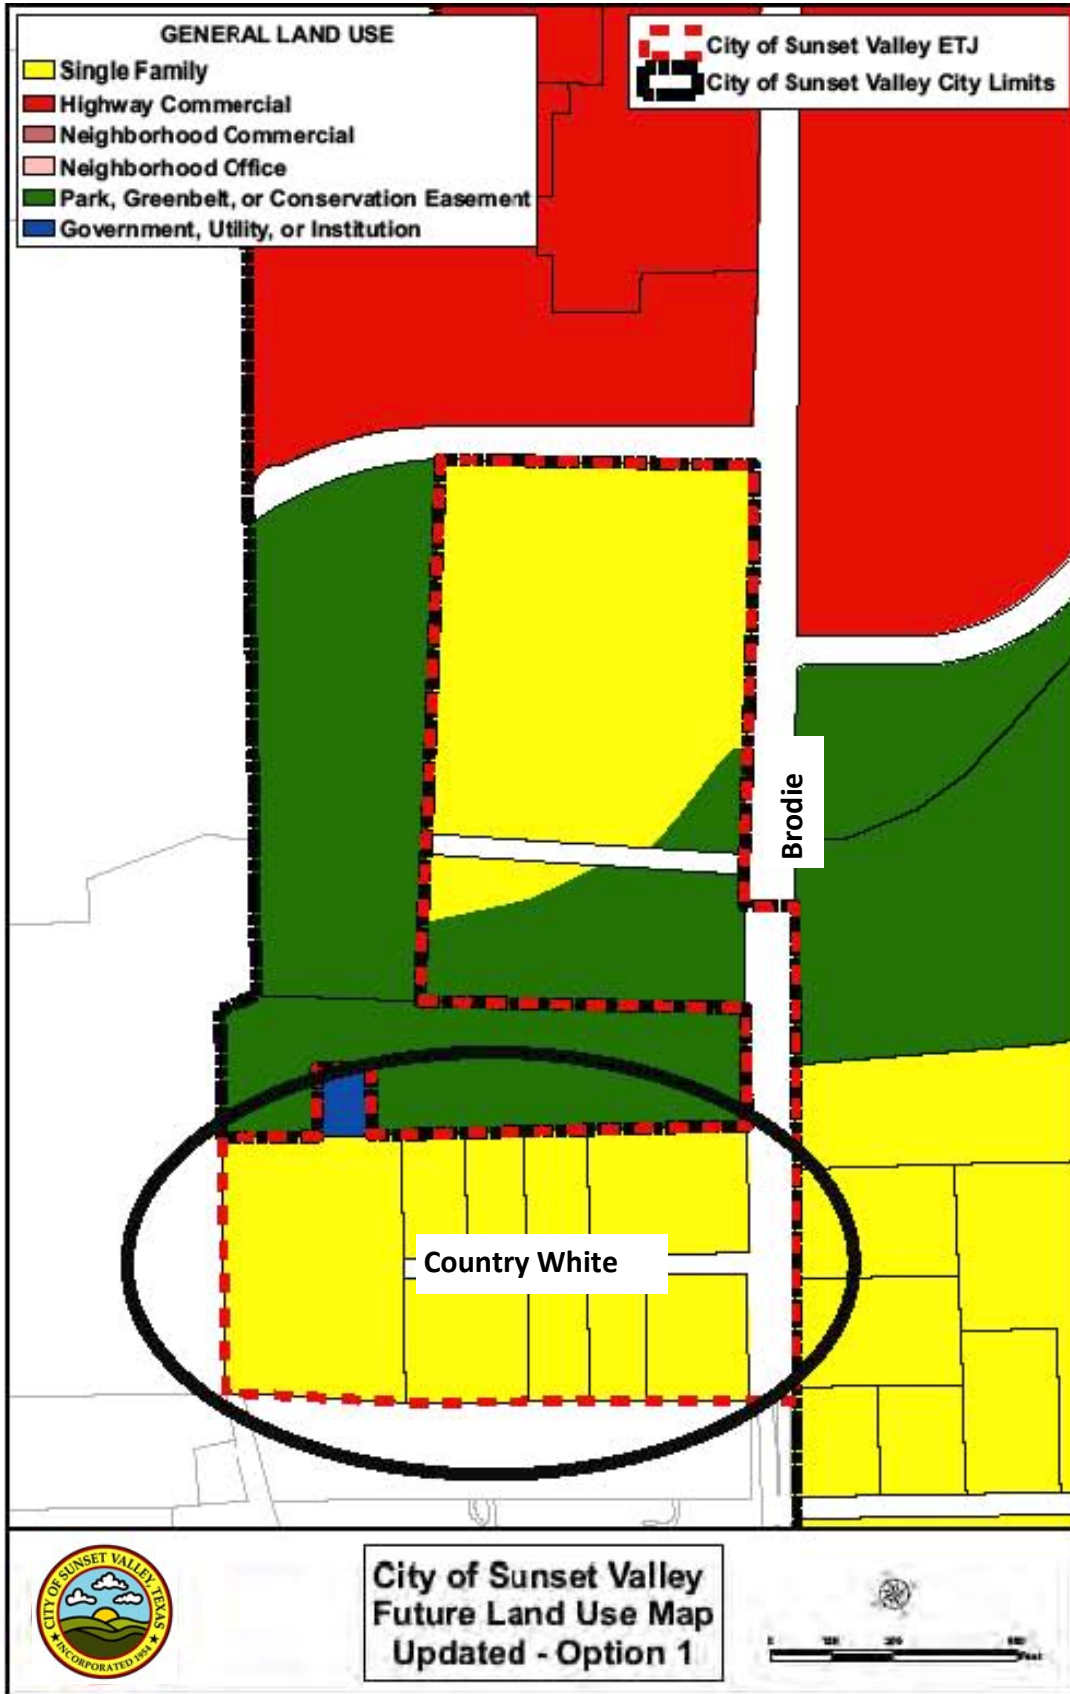 GENERAL LAND USE
Single Family
Highway Commercial
Neighborhood Commercial
Neighborhood Office
Park, Greenbelt, or Conservation Easement
Government, Utility, or Institution
City of Sunset Valley ETJ
City of Sunset Valley City Limits
Brodie
Country White
CITY OF SUNSET VALLEY, TEXAS
INCORPORATED 1954
City of Sunset Valley
Future Land Use Map
Updated - Option 1
0
Feet